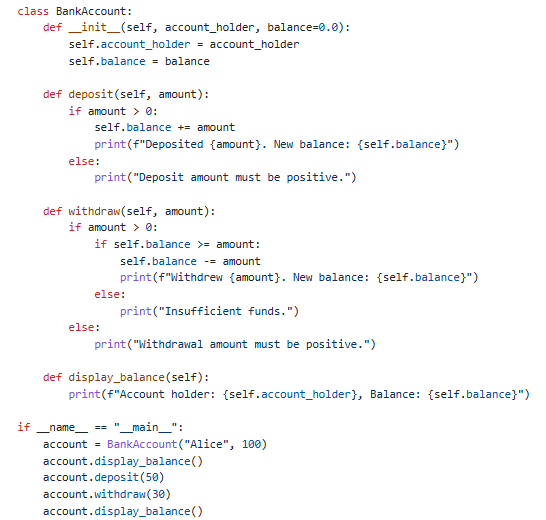 class BankAccount:
    def __init__(self, account_holder, balance=0.0):
        self.account_holder = account_holder
        self.balance = balance

    def deposit(self, amount):
        if amount > 0:
            self.balance += amount
            print(f"Deposited {amount}. New balance: {self.balance}")
        else:
            print("Deposit amount must be positive.")

    def withdraw(self, amount):
        if amount > 0:
            if self.balance >= amount:
                self.balance -= amount
                print(f"Withdrew {amount}. New balance: {self.balance}")
            else:
                print("Insufficient funds.")
        else:
            print("Withdrawal amount must be positive.")

    def display_balance(self):
        print(f"Account holder: {self.account_holder}, Balance: {self.balance}")

if __name__ == "__main__":
    account = BankAccount("Alice", 100)
    account.display_balance()
    account.deposit(50)
    account.withdraw(30)
    account.display_balance()